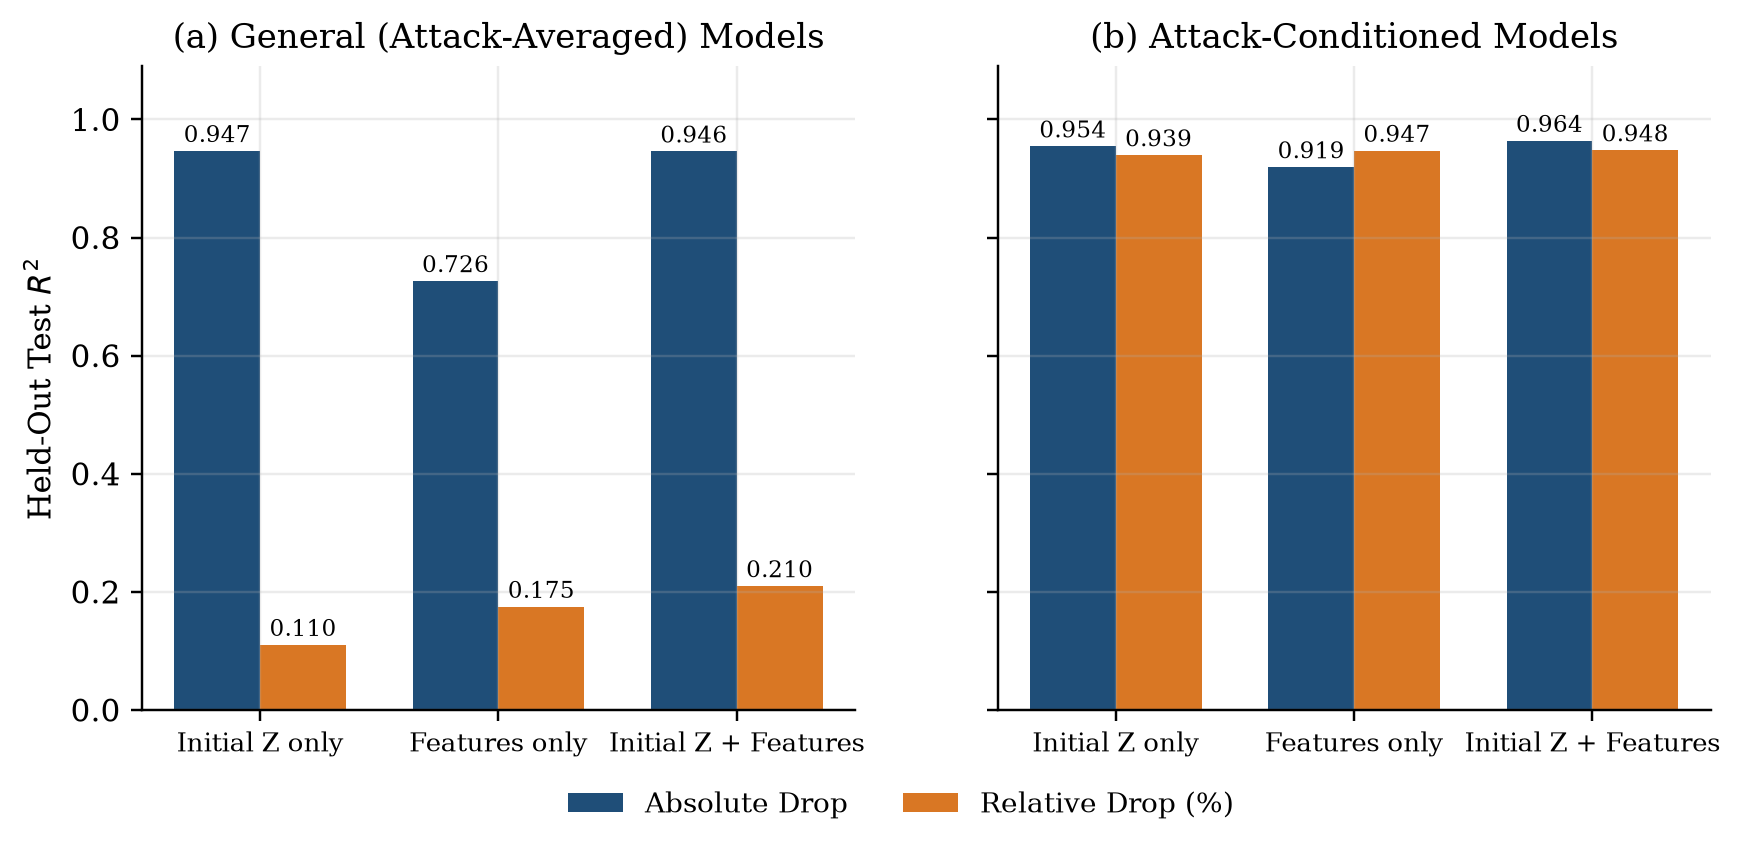 (a) General (Attack-Averaged) Models
Held-Out Test R²
1.0
0.8
0.6
0.4
0.2
0.0
0.947
0.110
0.726
0.175
0.946
0.210
Initial Z only
Features only
Initial Z + Features
(b) Attack-Conditioned Models
0.954
0.939
0.919
0.947
0.964
0.948
Initial Z only
Features only
Initial Z + Features
Absolute Drop
Relative Drop (%)